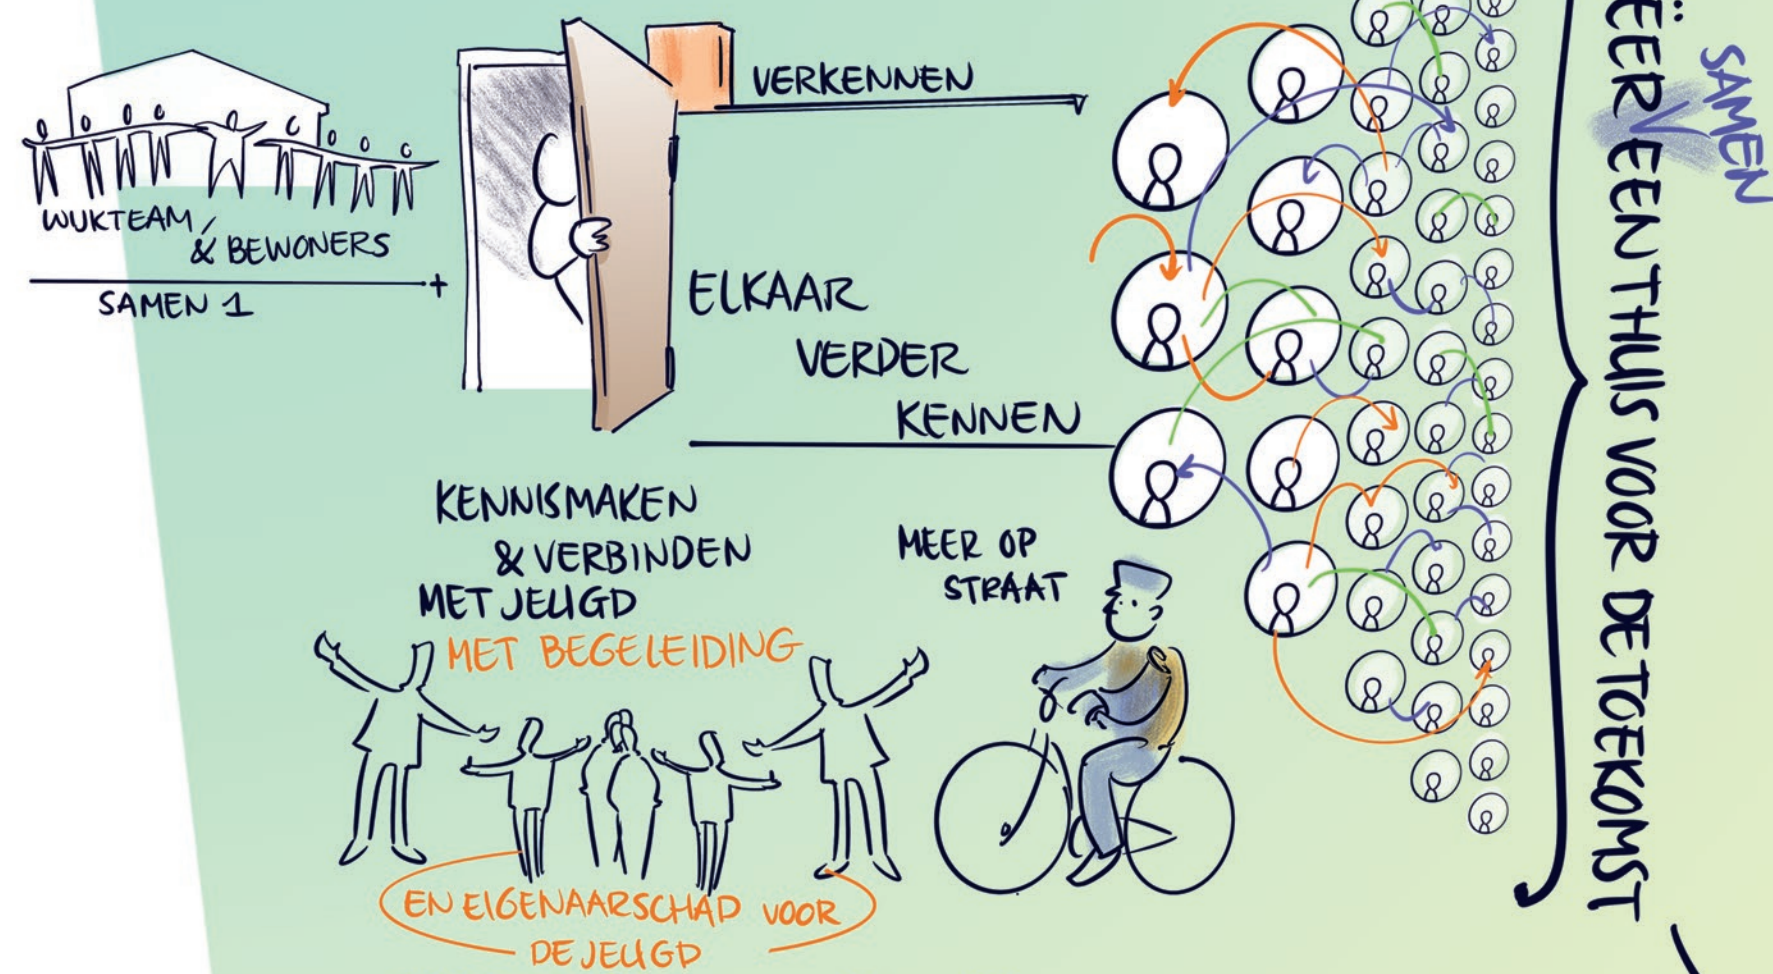 WIJKTEAM
& BEWONERS
SAMEN 1
+
VERKENNEN
ELKAAR
VERDER
KENNEN
KENNISMAKEN
& VERBINDEN
MET JEUGD
MET BEGELEIDING
EN EIGENAARSCHAD VOOR
DE JEUGD
MEER OP
STRAAT
SAMEN
EEN THUIS VOOR DE TOEKOMST